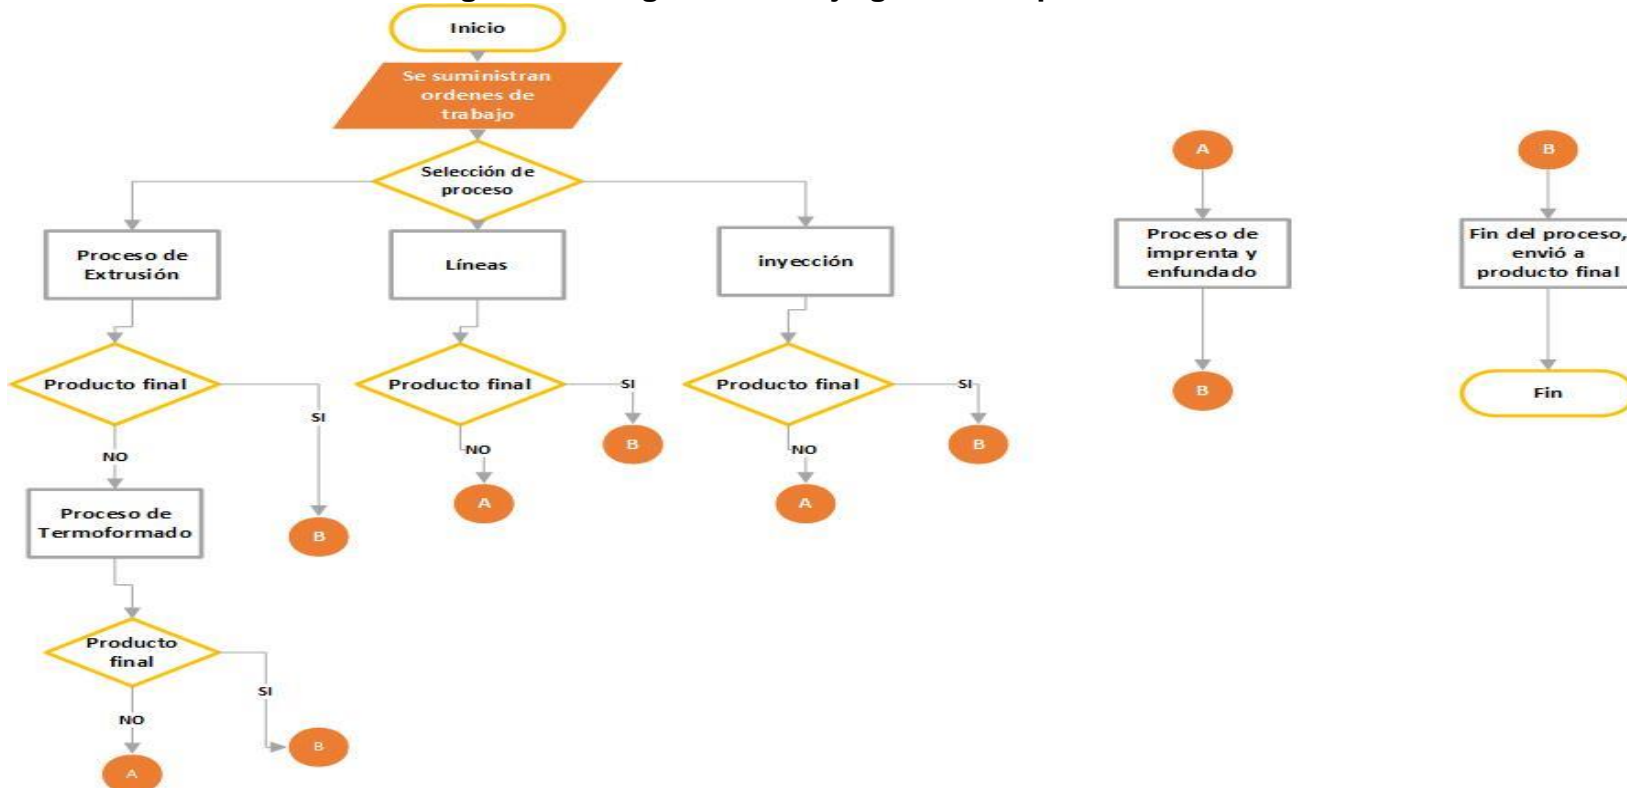 Inicio
Se suministran
ordenes de
trabajo
Selección de
proceso
Proceso de
Extrusión
Líneas
inyección
Producto final
SI
NO
Producto final
SI
NO
Producto final
SI
NO
B
A
B
A
B
Proceso de
Termoformado
Producto
final
SI
NO
B
A
A
Proceso de
imprenta y
enfundado
B
B
Fin del proceso,
envió a
producto final
Fin